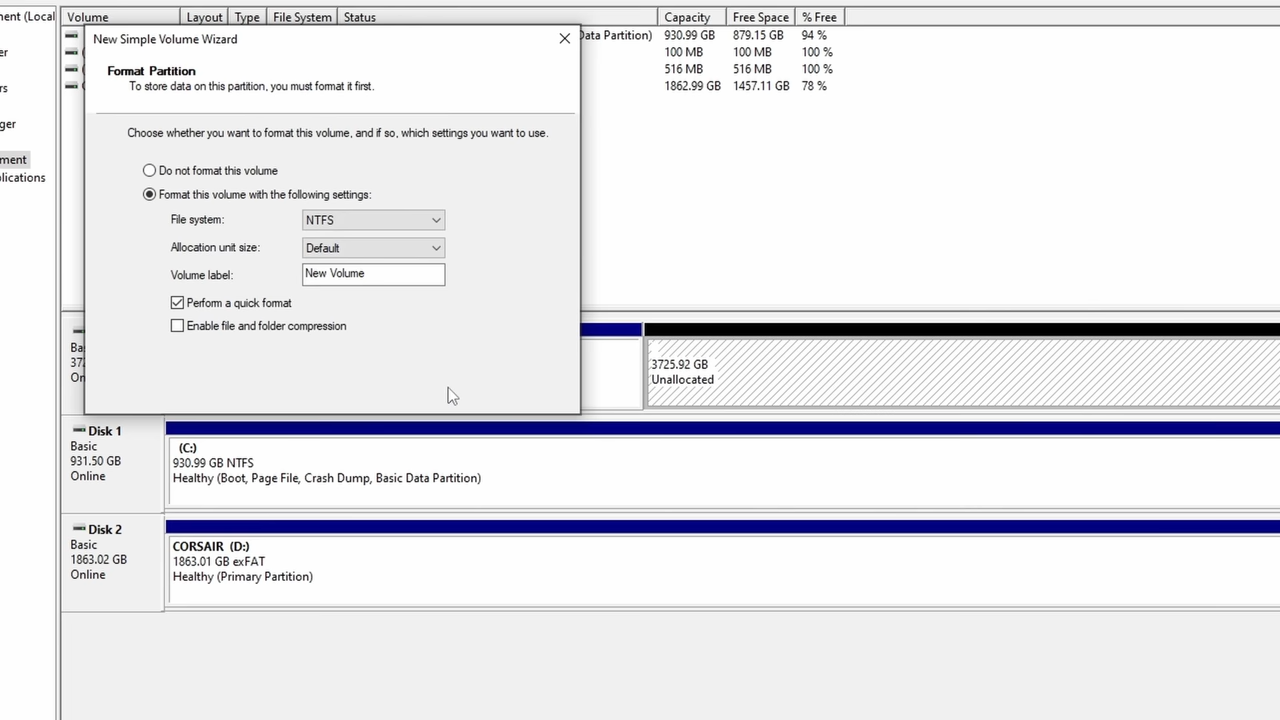 ment (Local
er
rs
ger
ment
plications
Volume Layout Type File System Status Capacity Free Space % Free
Data Partition) 930.99 GB 879.15 GB 94 %
100 MB 100 MB 100 %
516 MB 516 MB 100 %
1862.99 GB 1457.11 GB 78 %
New Simple Volume Wizard
Format Partition
To store data on this partition, you must format it first.
Choose whether you want to format this volume, and if so, which settings you want to use.
Do not format this volume
Format this volume with the following settings:
File system: NTFS
Allocation unit size: Default
Volume label: New Volume
Perform a quick format
Enable file and folder compression
Ba
372
On
3725.92 GB
Unallocated
Disk 1
Basic
931.50 GB
Online
(C:)
930.99 GB NTFS
Healthy (Boot, Page File, Crash Dump, Basic Data Partition)
Disk 2
Basic
1863.02 GB
Online
CORSAIR (D:)
1863.01 GB exFAT
Healthy (Primary Partition)